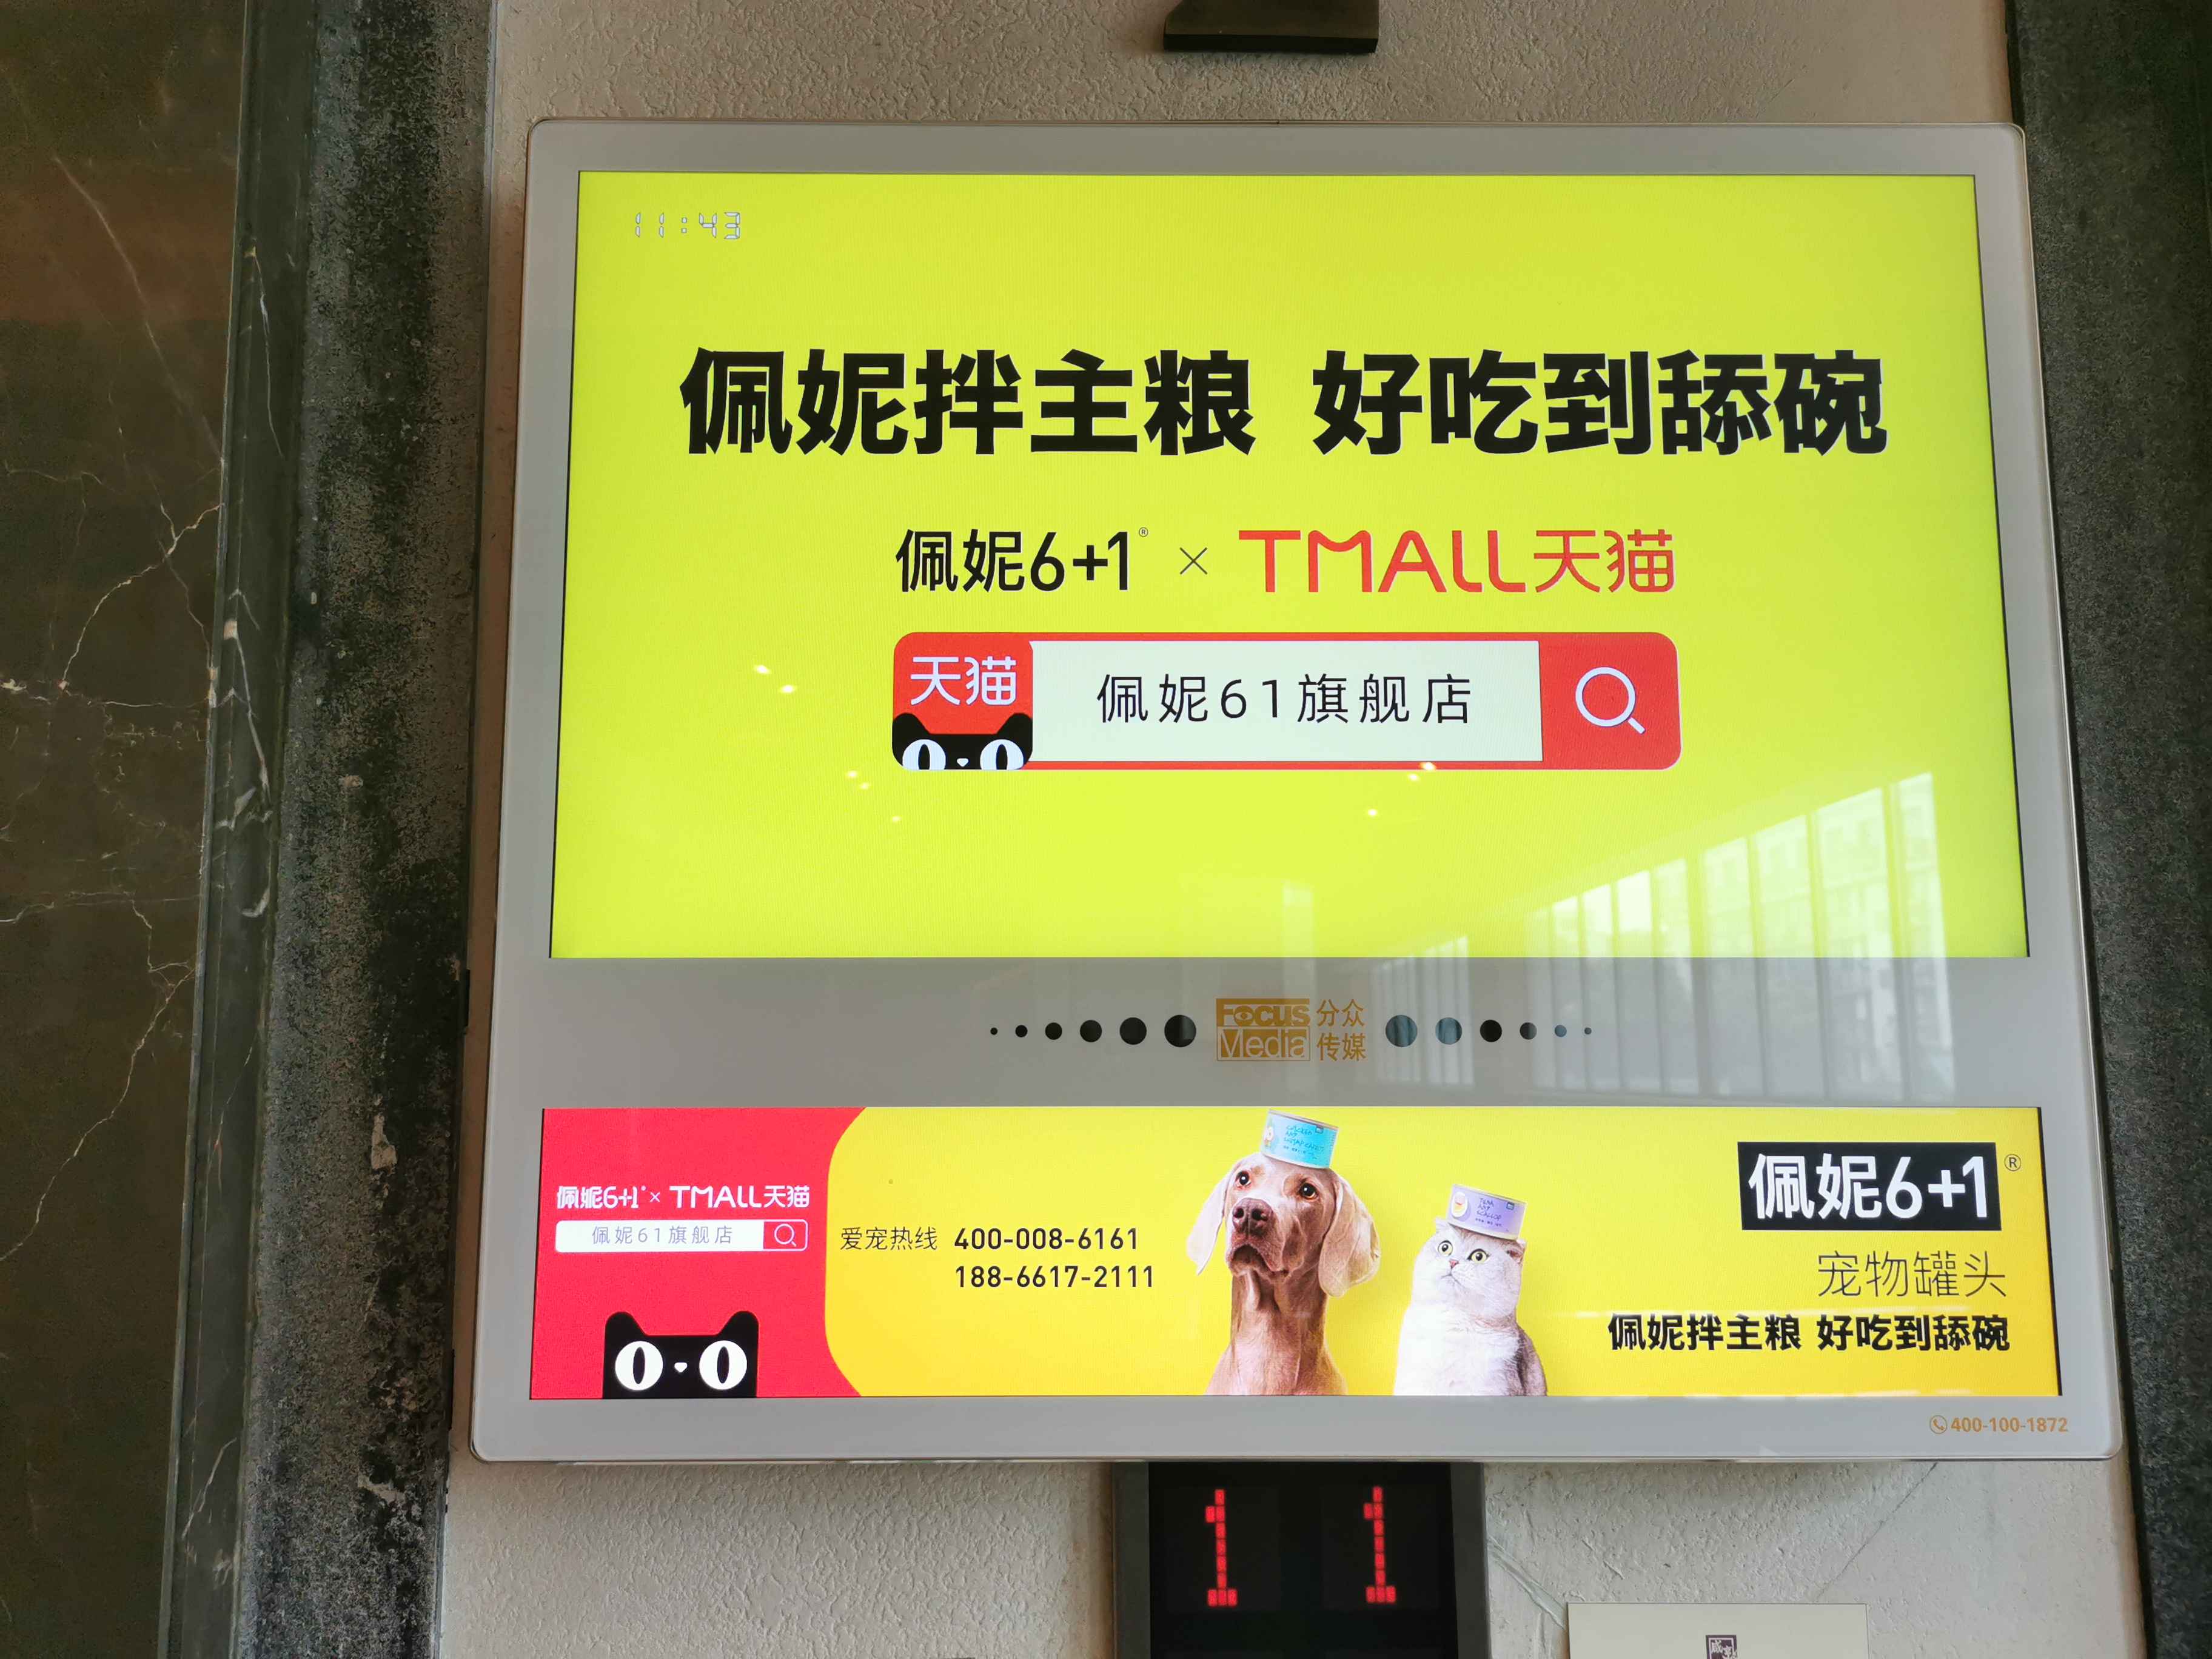 11:43
佩妮拌主粮 好吃到舔碗
佩妮6+1® × TMALL天猫
天猫 佩妮61旗舰店
Focus Media 分众传媒
佩妮6+1® × TMALL天猫
佩妮61旗舰店
爱宠热线 400-008-6161
188-6617-2111
佩妮6+1®
宠物罐头
佩妮拌主粮 好吃到舔碗
400-100-1872
1 1